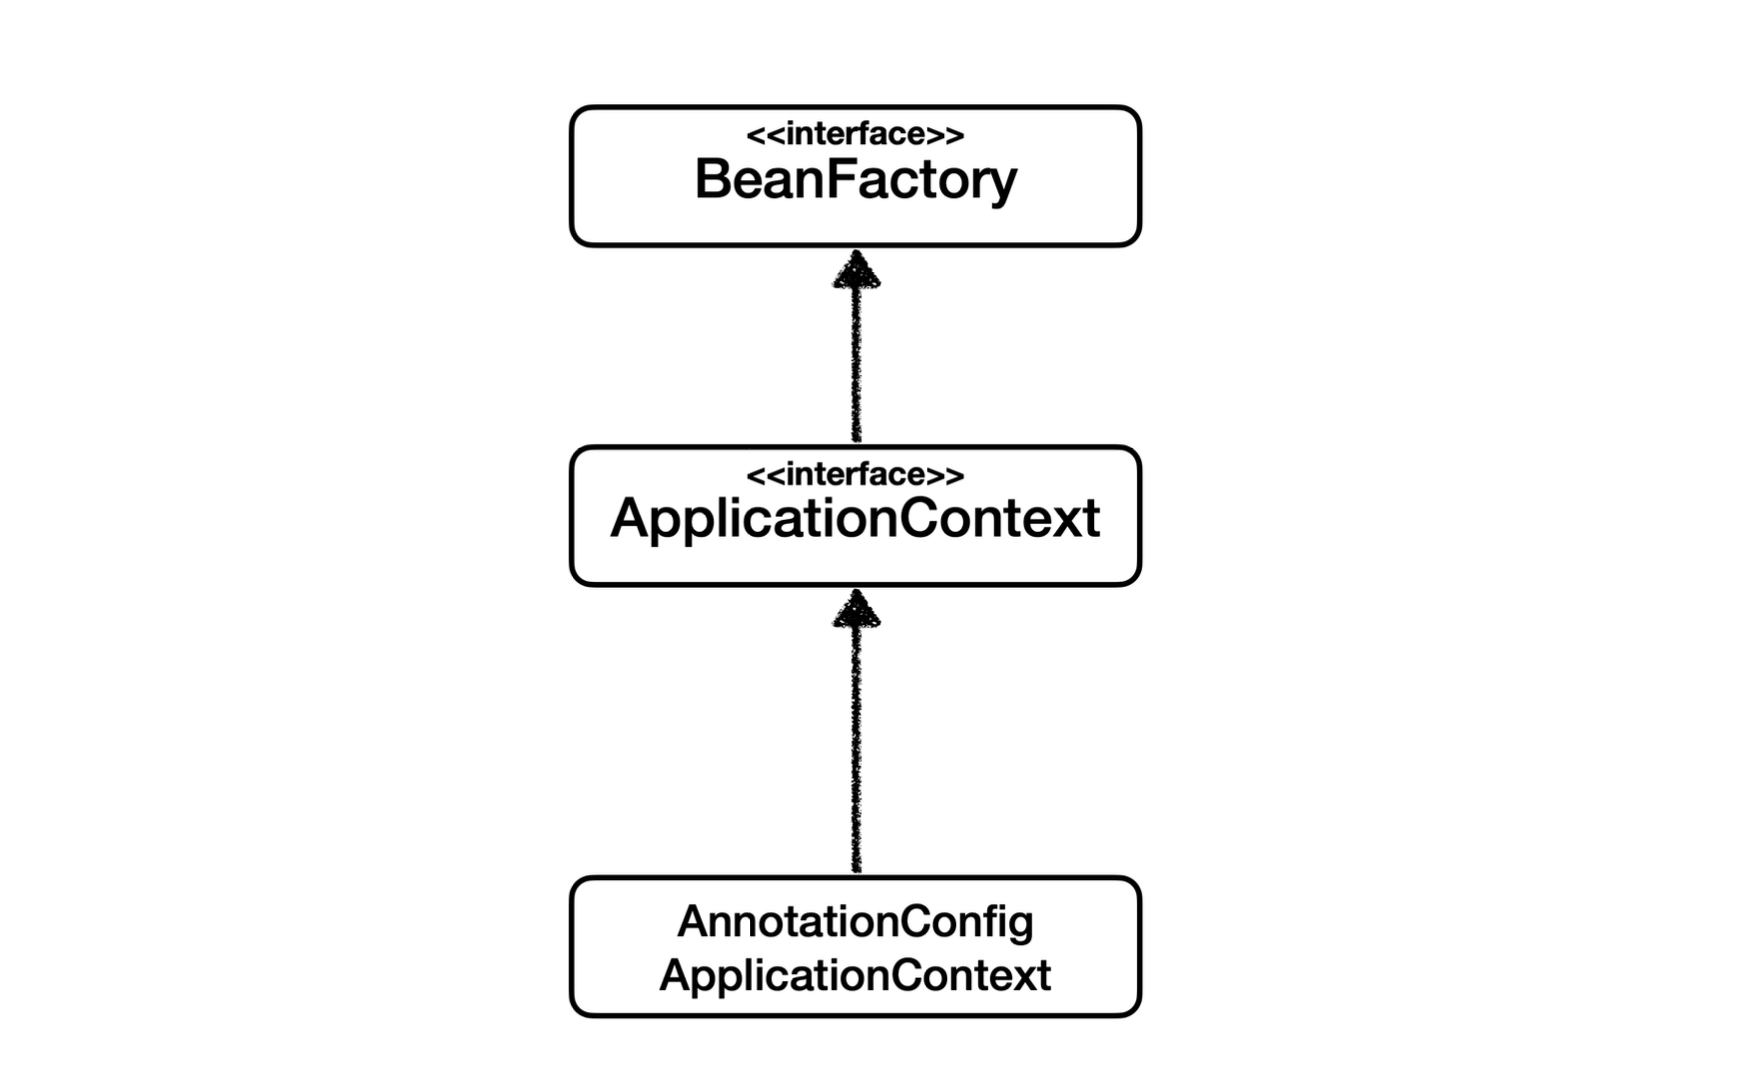 <<interface>>
BeanFactory
<<interface>>
ApplicationContext
AnnotationConfig
ApplicationContext